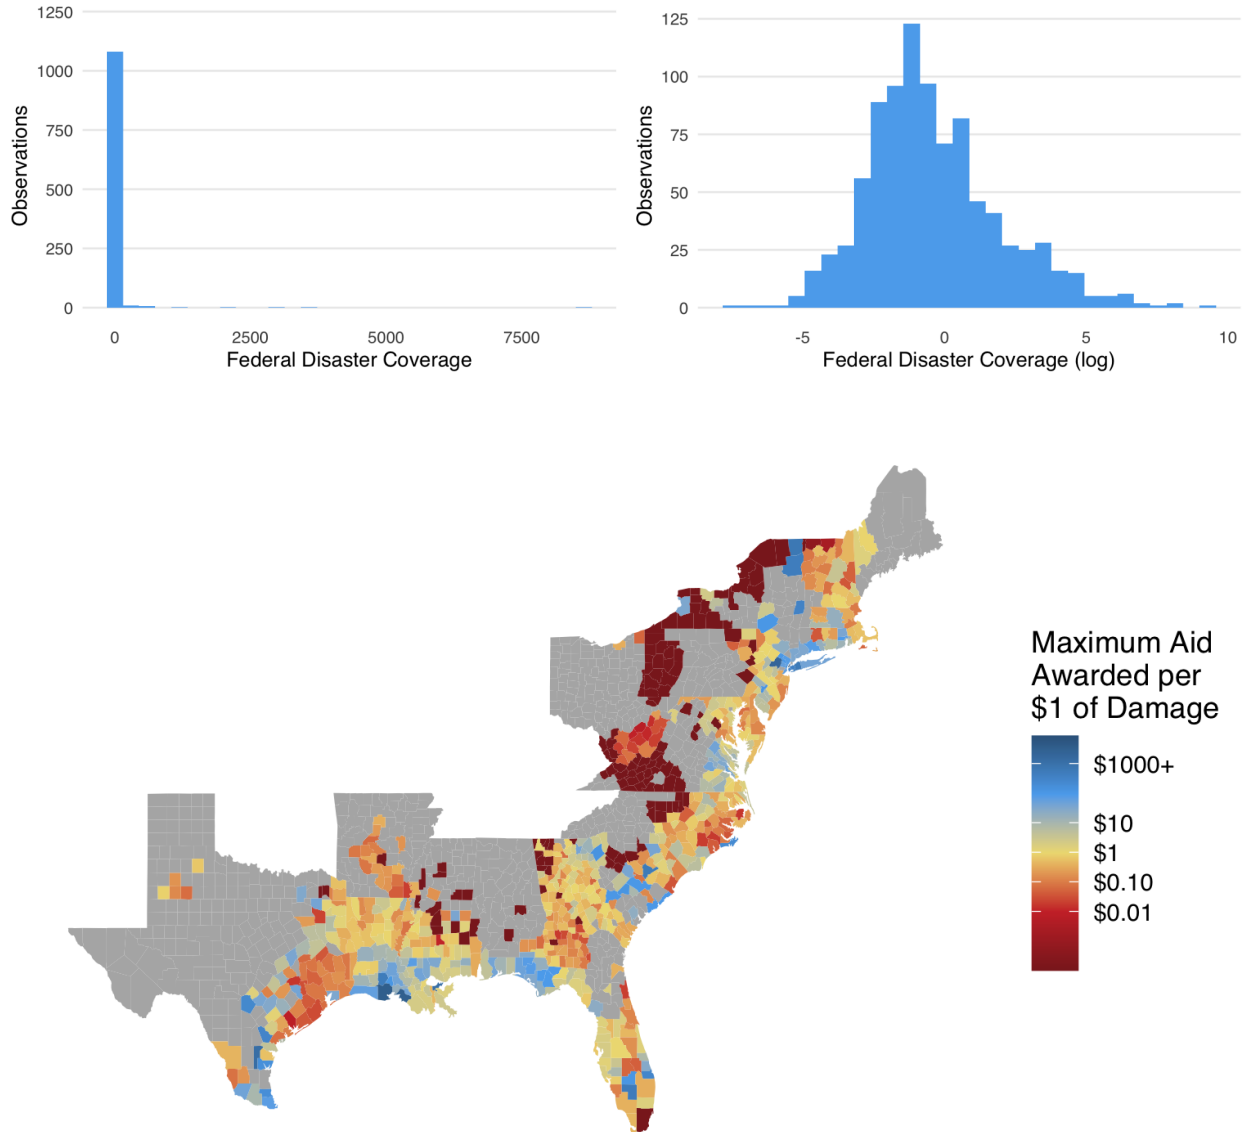 1250
1000
750
500
250
0
Observations
0 2500 5000 7500
Federal Disaster Coverage
125
100
75
50
25
0
Observations
-5 0 5 10
Federal Disaster Coverage (log)
Maximum Aid
Awarded per
$1 of Damage
$1000+
$10
$1
$0.10
$0.01